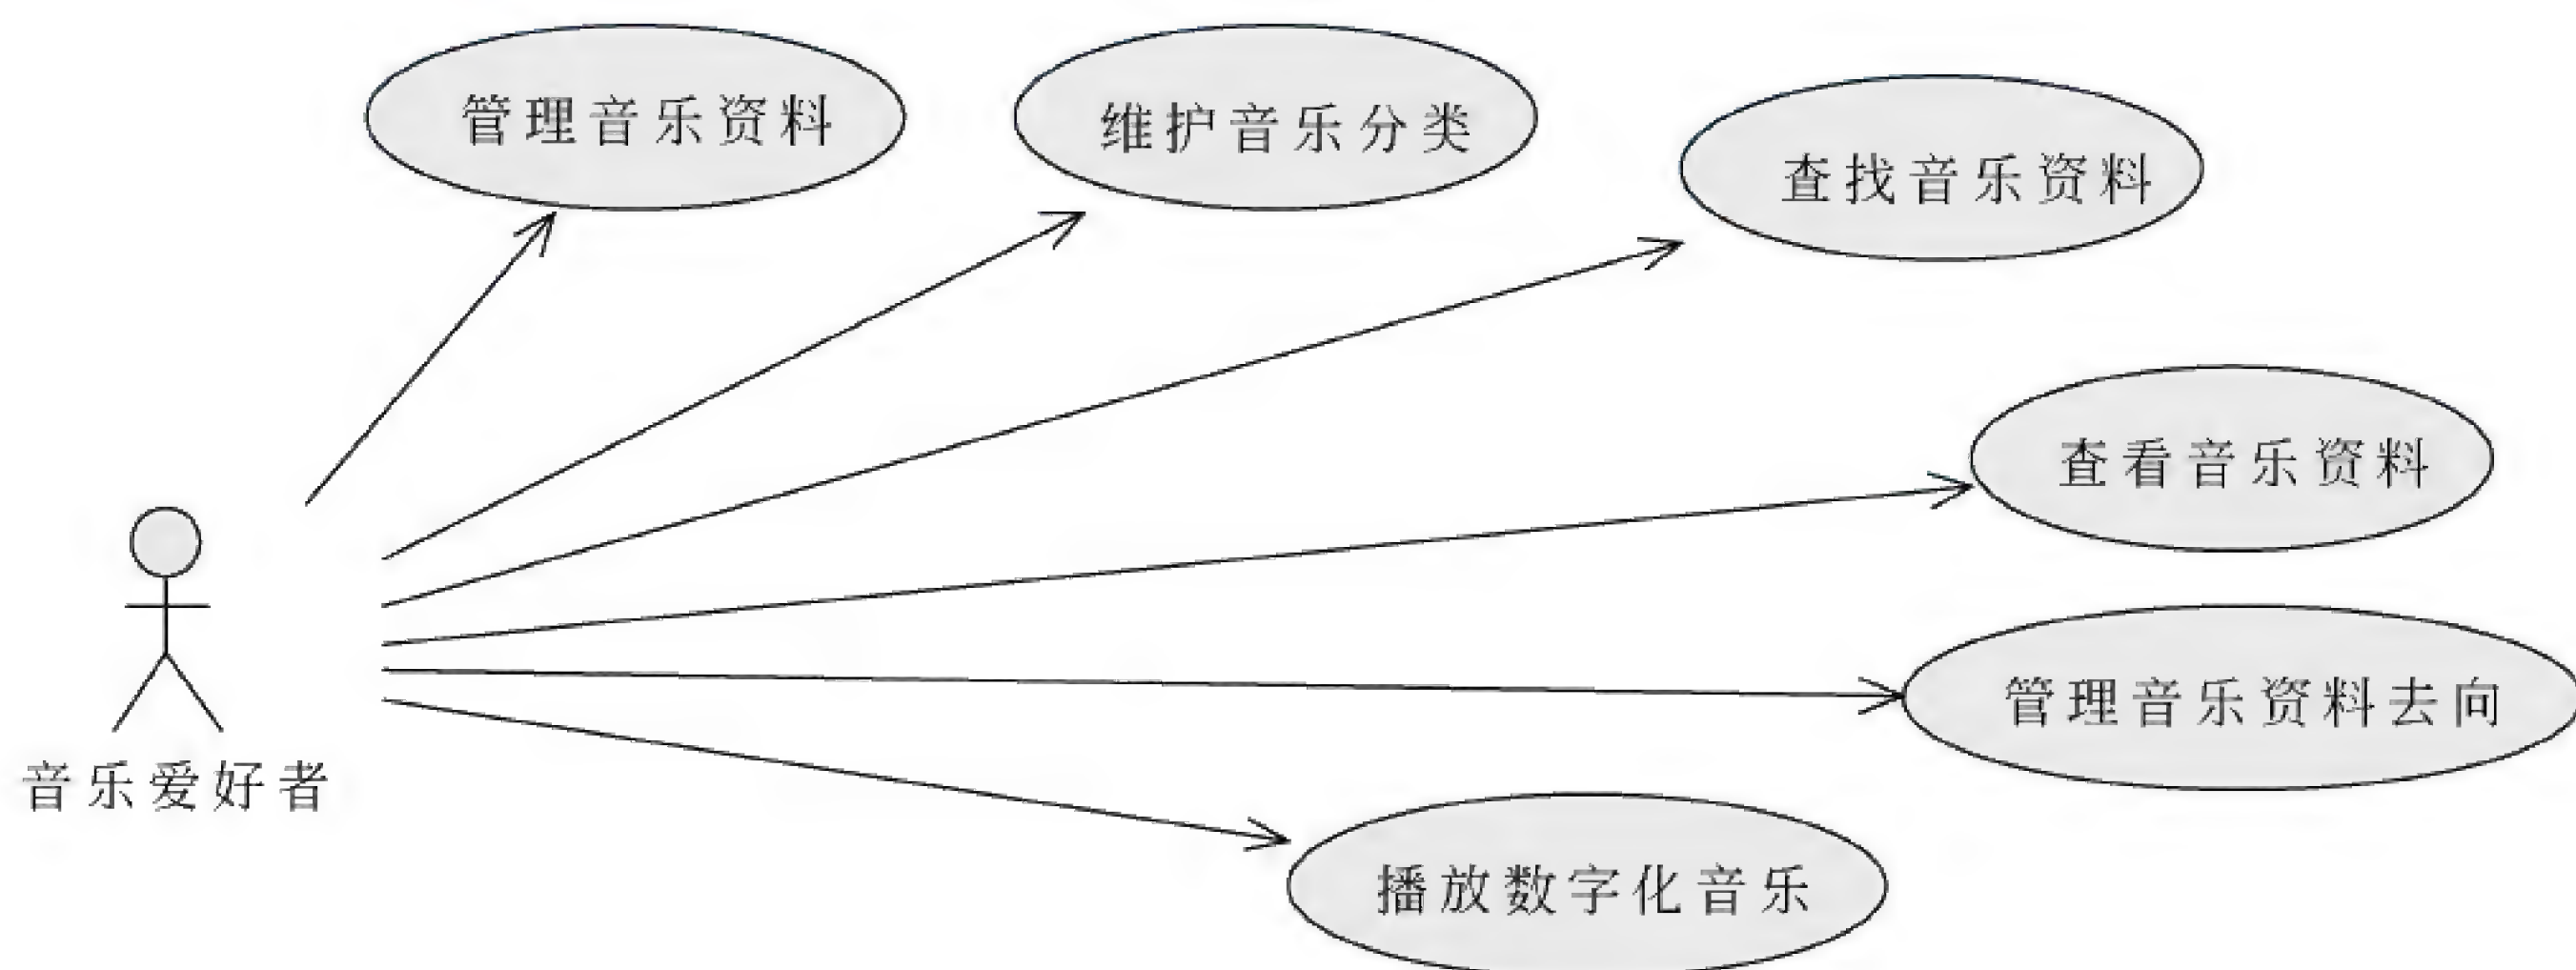 管理音乐资料
维护音乐分类
查找音乐资料
查看音乐资料
管理音乐资料去向
音乐爱好者
播放数字化音乐